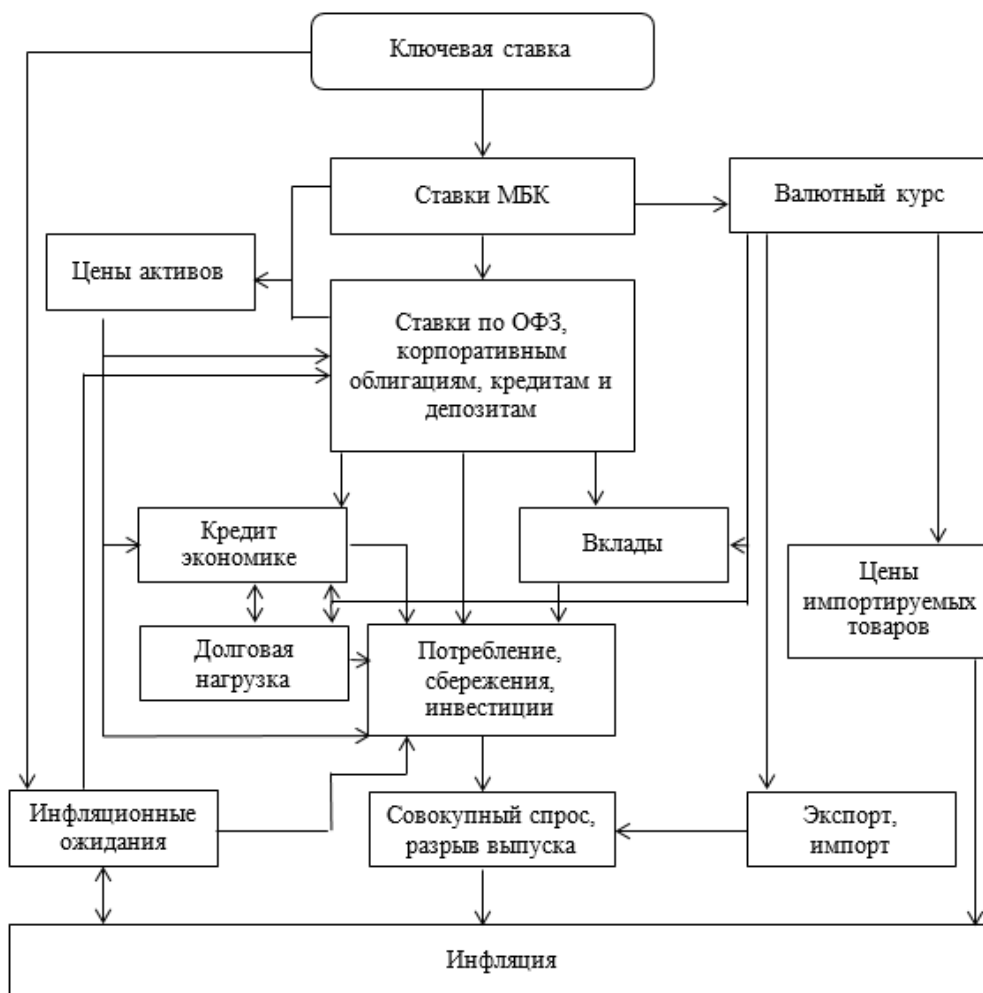 Ключевая ставка
Ставки МБК
Валютный курс
Цены активов
Ставки по ОФЗ,
корпоративным
облигациям, кредитам и
депозитам
Кредит
экономике
Вклады
Цены
импортируемых
товаров
Долговая
нагрузка
Потребление,
сбережения,
инвестиции
Инфляционные
ожидания
Совокупный спрос,
разрыв выпуска
Экспорт,
импорт
Инфляция